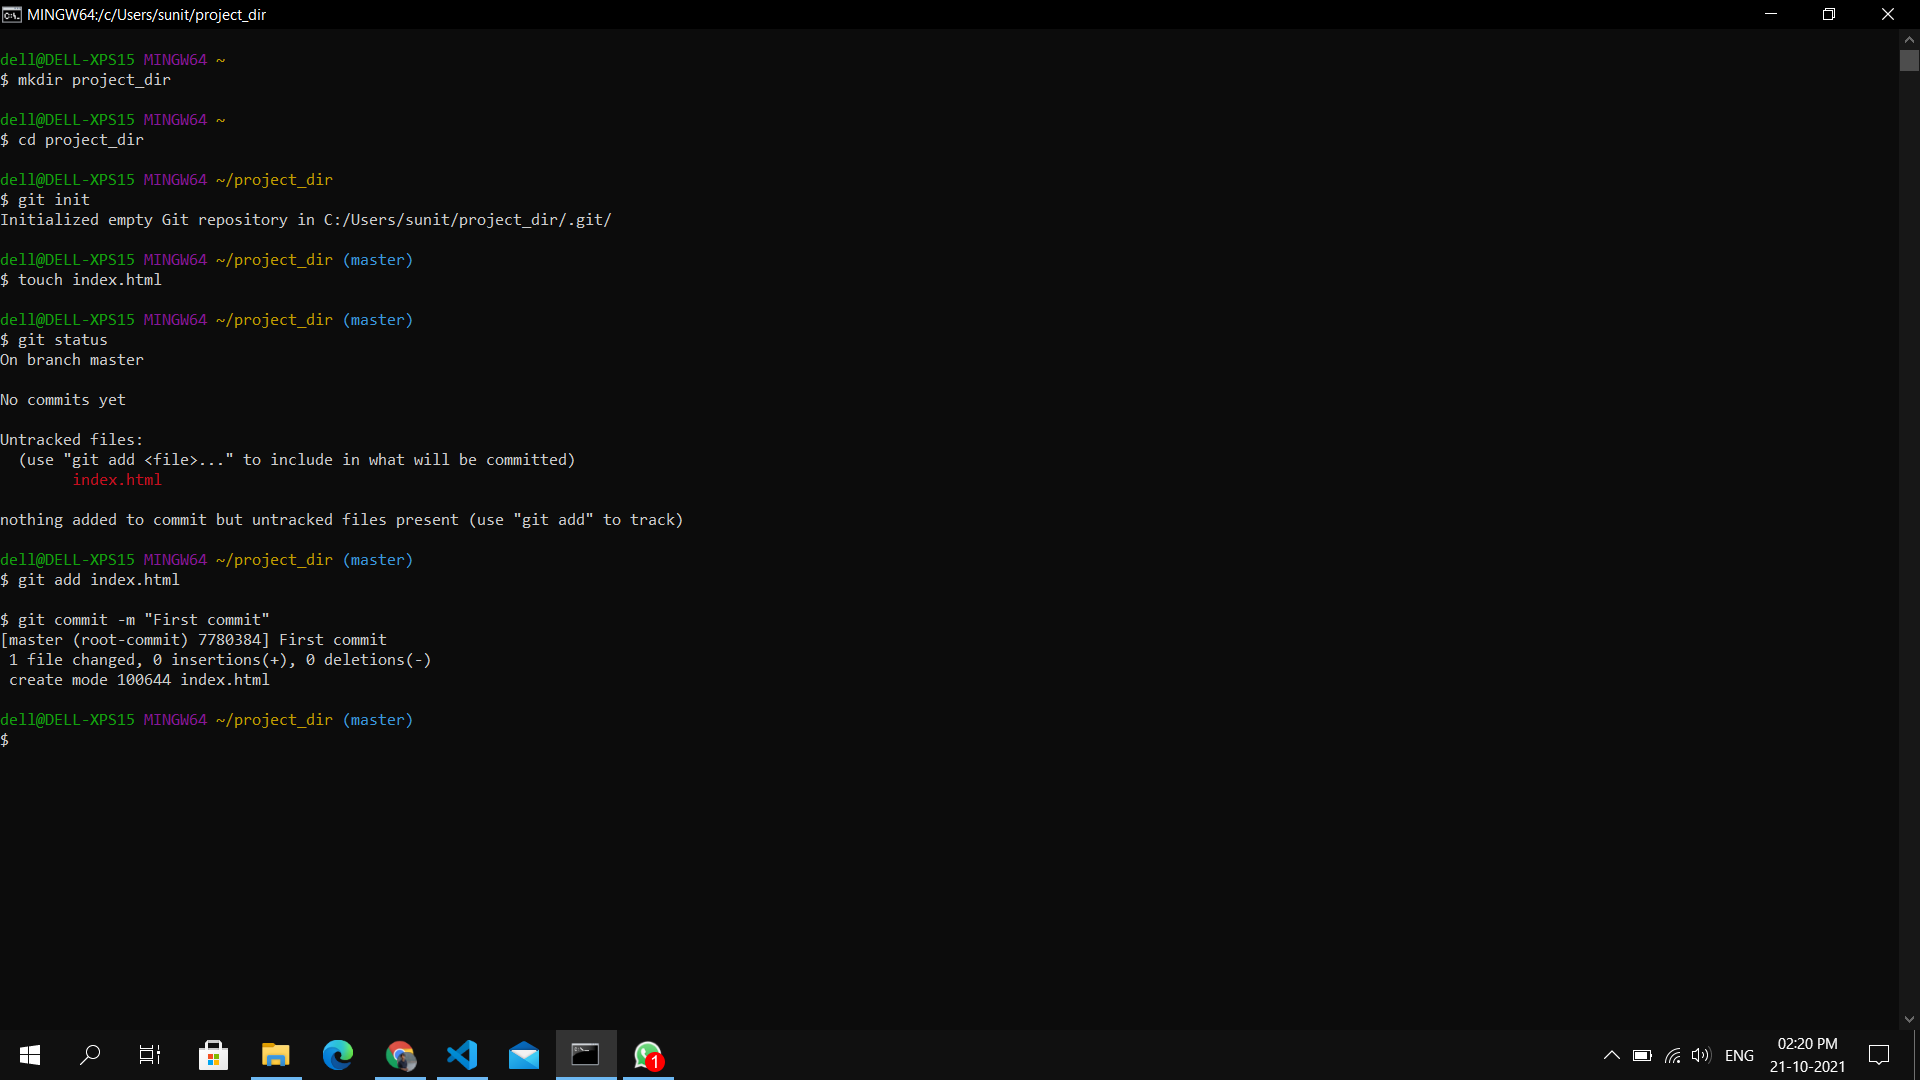 MINGW64:/c/Users/sunit/project_dir
dell@DELL-XPS15 MINGW64 ~
$ mkdir project_dir
dell@DELL-XPS15 MINGW64 ~
$ cd project_dir
dell@DELL-XPS15 MINGW64 ~/project_dir
$ git init
Initialized empty Git repository in C:/Users/sunit/project_dir/.git/
dell@DELL-XPS15 MINGW64 ~/project_dir (master)
$ touch index.html
dell@DELL-XPS15 MINGW64 ~/project_dir (master)
$ git status
On branch master
No commits yet
Untracked files:
  (use "git add <file>..." to include in what will be committed)
        index.html
nothing added to commit but untracked files present (use "git add" to track)
dell@DELL-XPS15 MINGW64 ~/project_dir (master)
$ git add index.html
$ git commit -m "First commit"
[master (root-commit) 7780384] First commit
 1 file changed, 0 insertions(+), 0 deletions(-)
 create mode 100644 index.html
dell@DELL-XPS15 MINGW64 ~/project_dir (master)
$
1
ENG
02:20 PM
21-10-2021